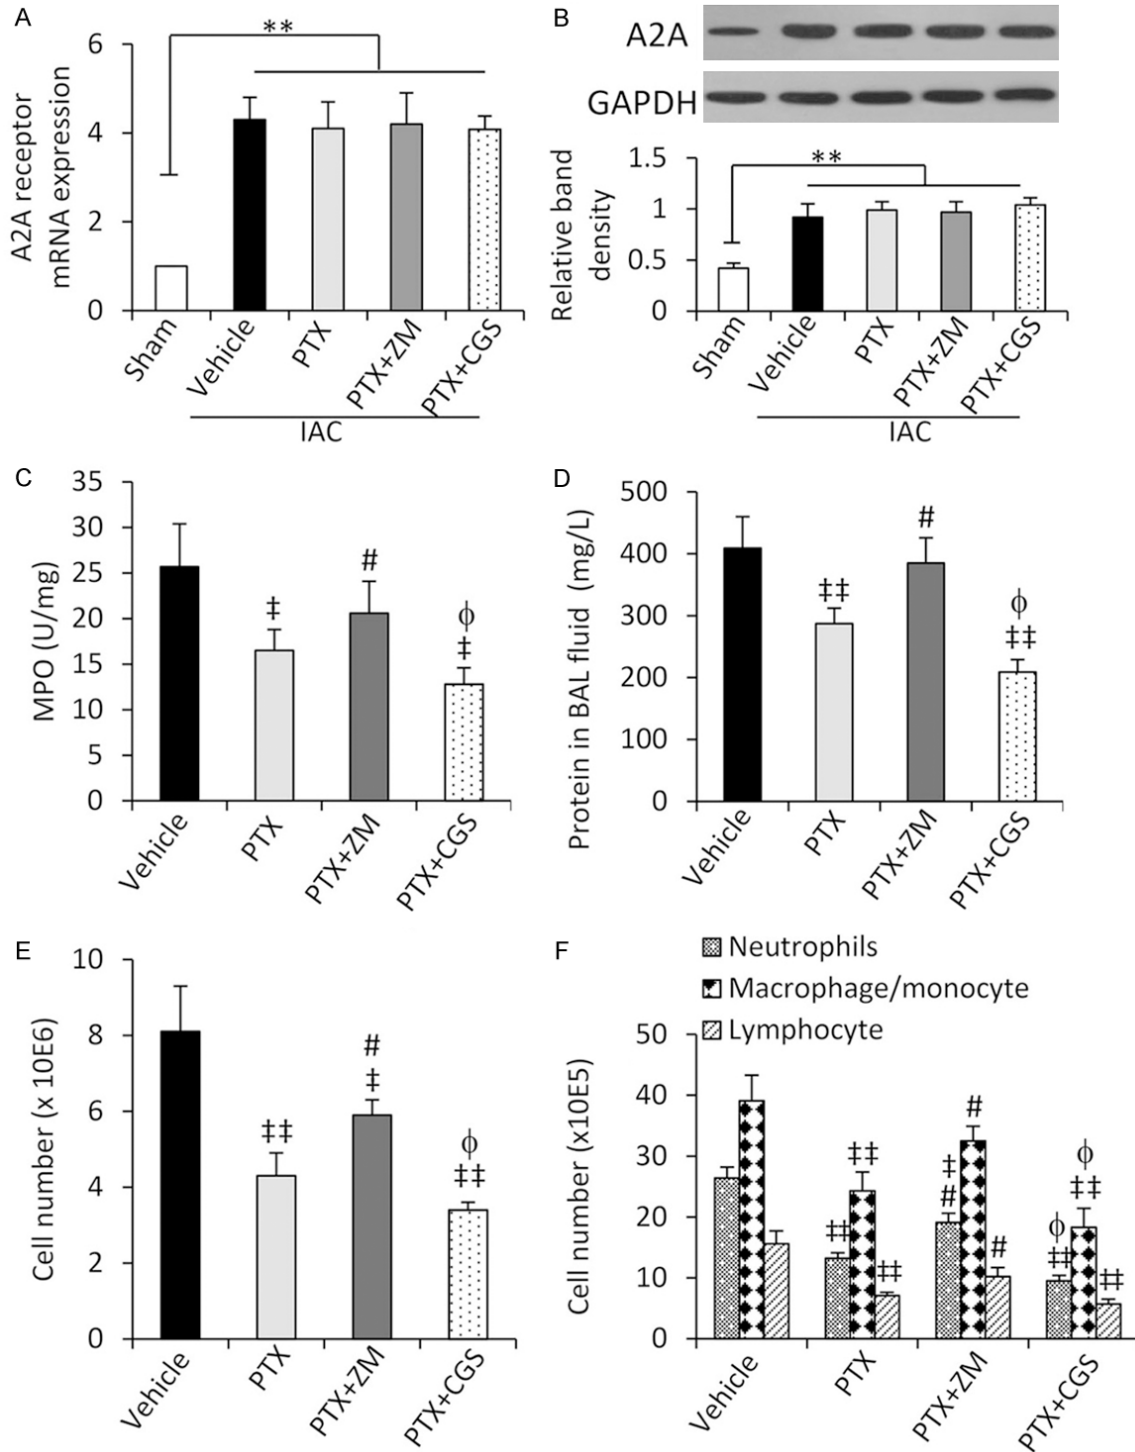 A
A2A receptor
mRNA expression
6
4
2
0
**
Sham
Vehicle
PTX
PTX+ZM
PTX+CGS
IAC
B
A2A
GAPDH
Relative band
density
1.5
1
0.5
0
**
Sham
Vehicle
PTX
PTX+ZM
PTX+CGS
IAC
C
MPO (U/mg)
35
30
25
20
15
10
5
0
‡
#
ϕ
‡
Vehicle
PTX
PTX+ZM
PTX+CGS
D
Protein in BAL fluid (mg/L)
500
400
300
200
100
0
‡‡
#
ϕ
‡‡
Vehicle
PTX
PTX+ZM
PTX+CGS
E
Cell number (x 10E6)
10
8
6
4
2
0
‡‡
#
‡
ϕ
‡‡
Vehicle
PTX
PTX+ZM
PTX+CGS
F
Neutrophils
Macrophage/monocyte
Lymphocyte
Cell number (x10E5)
50
40
30
20
10
0
‡‡
‡‡
‡‡
‡
#
#
#
ϕ
‡‡
ϕ
‡‡
‡‡
Vehicle
PTX
PTX+ZM
PTX+CGS